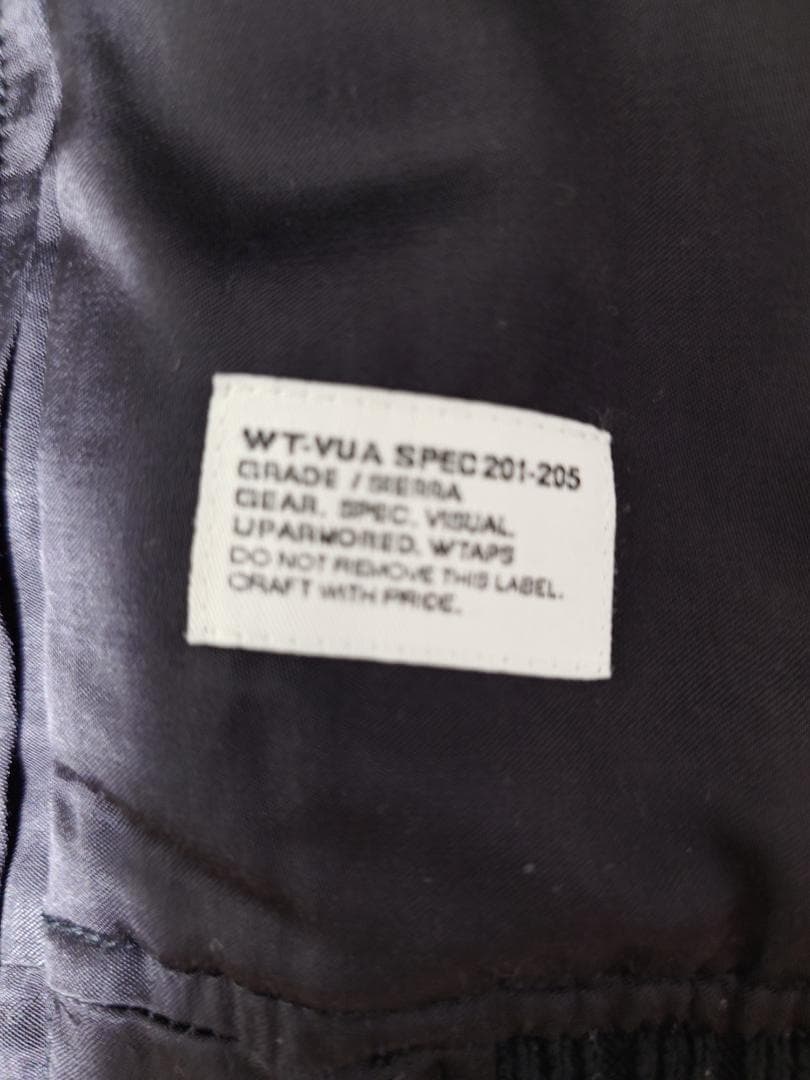 WT-VUA SPEC 201-205
GRADE / SIERRA
GEAR. SPEC. VISUAL
UPARMORED. WTAPS
DO NOT REMOVE THIS LABEL.
CRAFT WITH PRIDE.